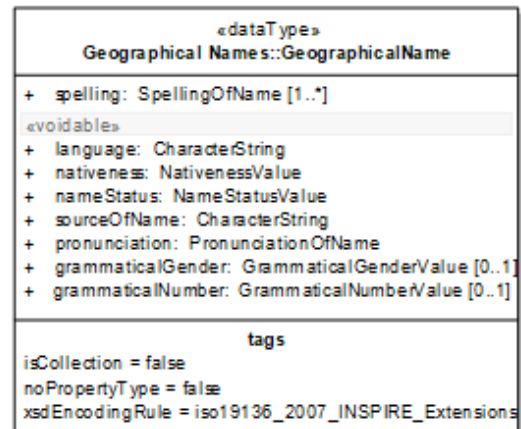 «dataType»
Geographical Names::GeographicalName
+ spelling: SpellingOfName [1..*]
«voidable»
+ language: CharacterString
+ nativeness: NativenessValue
+ nameStatus: NameStatusValue
+ sourceOfName: CharacterString
+ pronunciation: PronunciationOfName
+ grammaticalGender: GrammaticalGenderValue [0..1]
+ grammaticalNumber: GrammaticalNumberValue [0..1]
tags
isCollection = false
noPropertyType = false
xsdEncodingRule = iso19136_2007_INSPIRE_Extensions